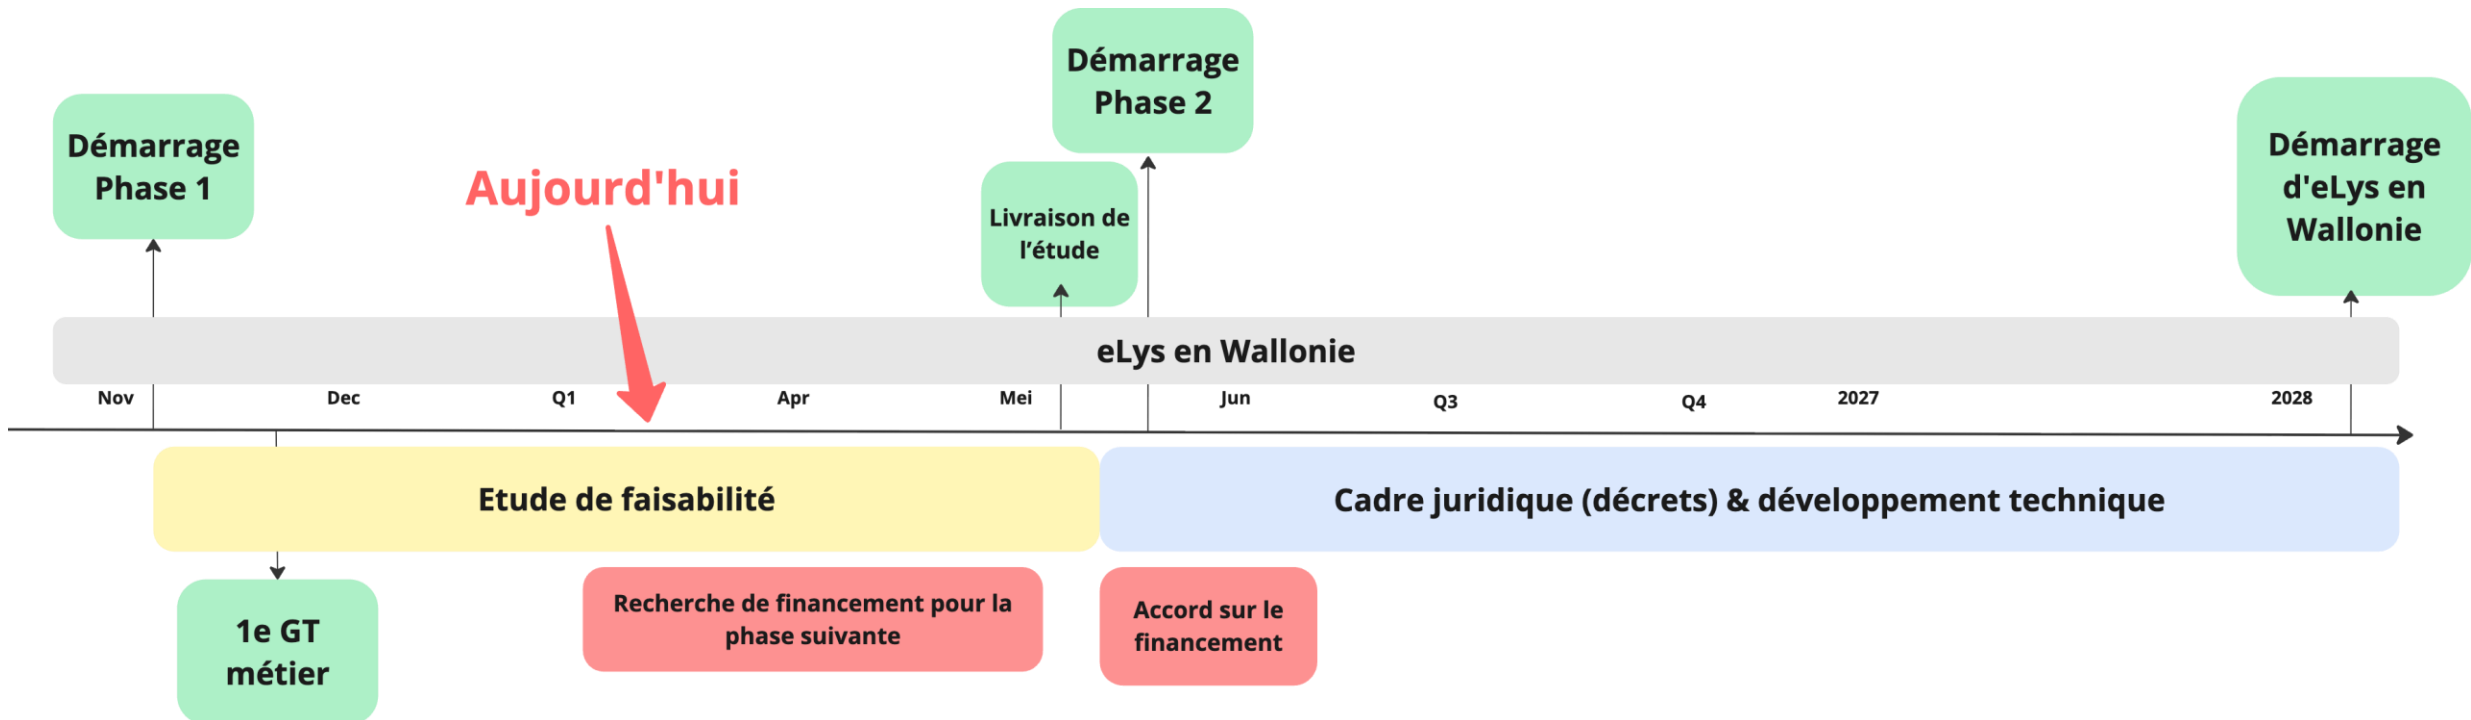 Démarrage
Phase 2
Démarrage
Phase 1
Démarrage
d'eLys en
Wallonie
Aujourd'hui
Livraison de
l’étude
eLys en Wallonie
Nov
Dec
Q1
Apr
Mei
Jun
Q3
Q4
2027
2028
Etude de faisabilité
Cadre juridique (décrets) & développement technique
Recherche de financement pour la
phase suivante
Accord sur le
financement
1e GT
métier